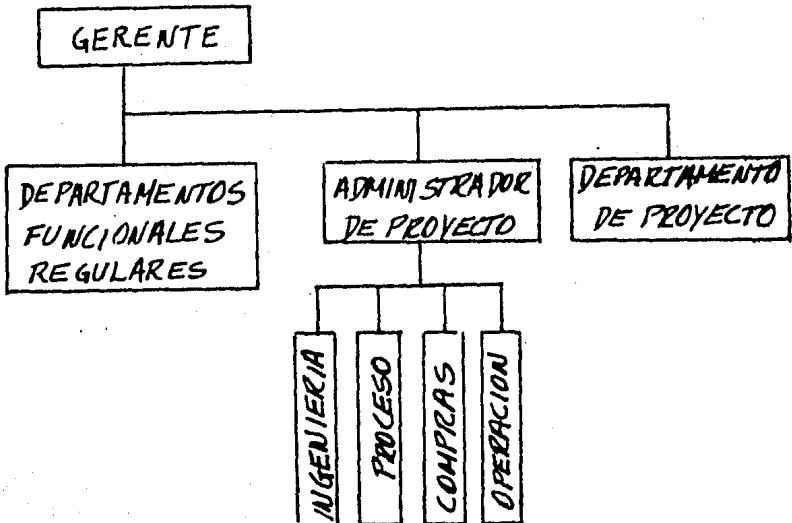 GERENTE
DEPARTAMENTOS
FUNCIONALES
REGULARES
ADMINISTRADOR
DE PROYECTO
DEPARTAMENTO
DE PROYECTO
INGENIERIA
PROCESO
COMPRAS
OPERACION